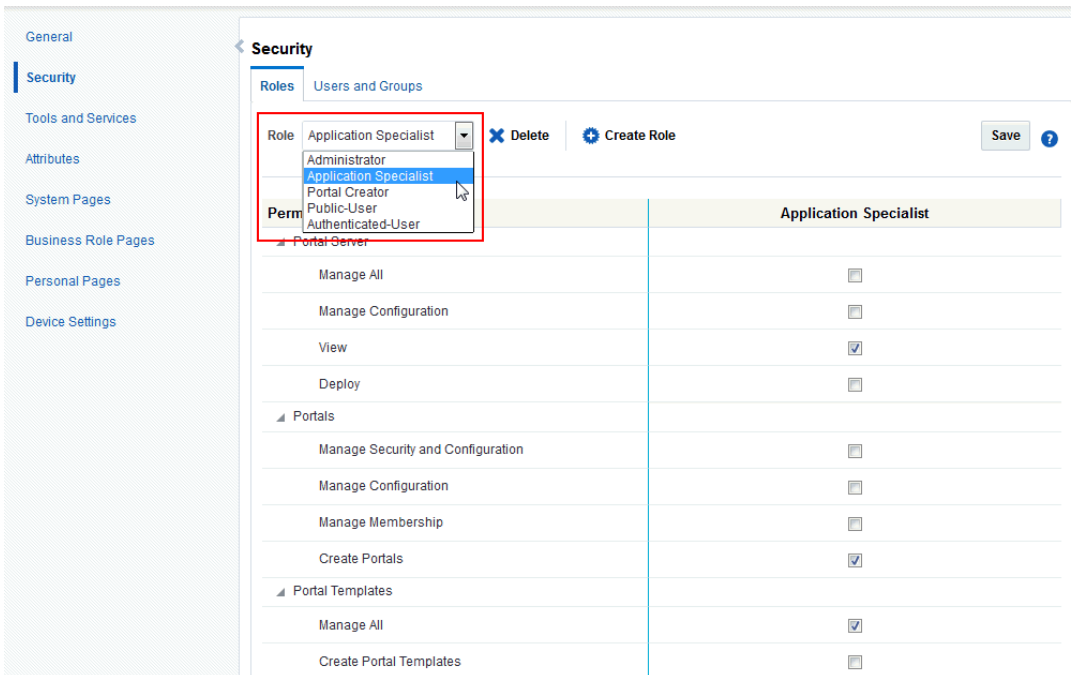 General
Security
Tools and Services
Attributes
System Pages
Business Role Pages
Personal Pages
Device Settings
Security
Roles Users and Groups
Role Application Specialist Delete Create Role Save ?
Administrator
Application Specialist
Portal Creator
Public-User
Authenticated-User
Perm Application Specialist
Portal Server
Manage All
Manage Configuration
View
Deploy
Portals
Manage Security and Configuration
Manage Configuration
Manage Membership
Create Portals
Portal Templates
Manage All
Create Portal Templates